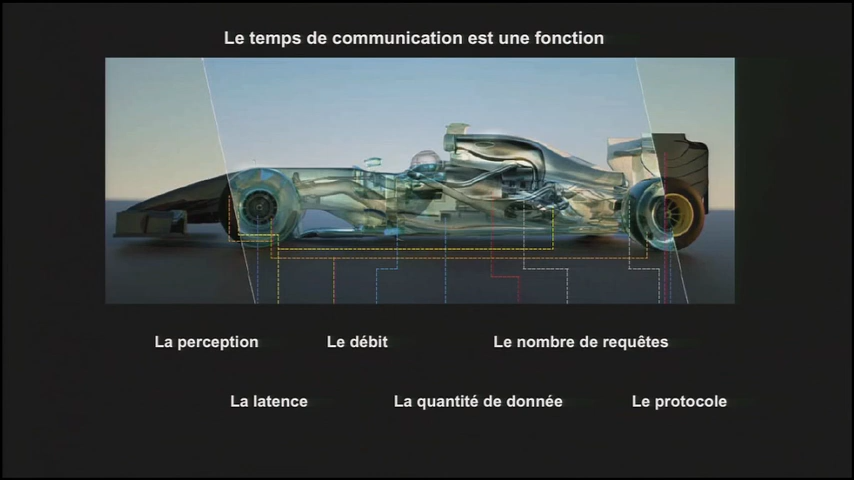 Le temps de communication est une fonction
La perception
Le débit
Le nombre de requêtes
La latence
La quantité de donnée
Le protocole